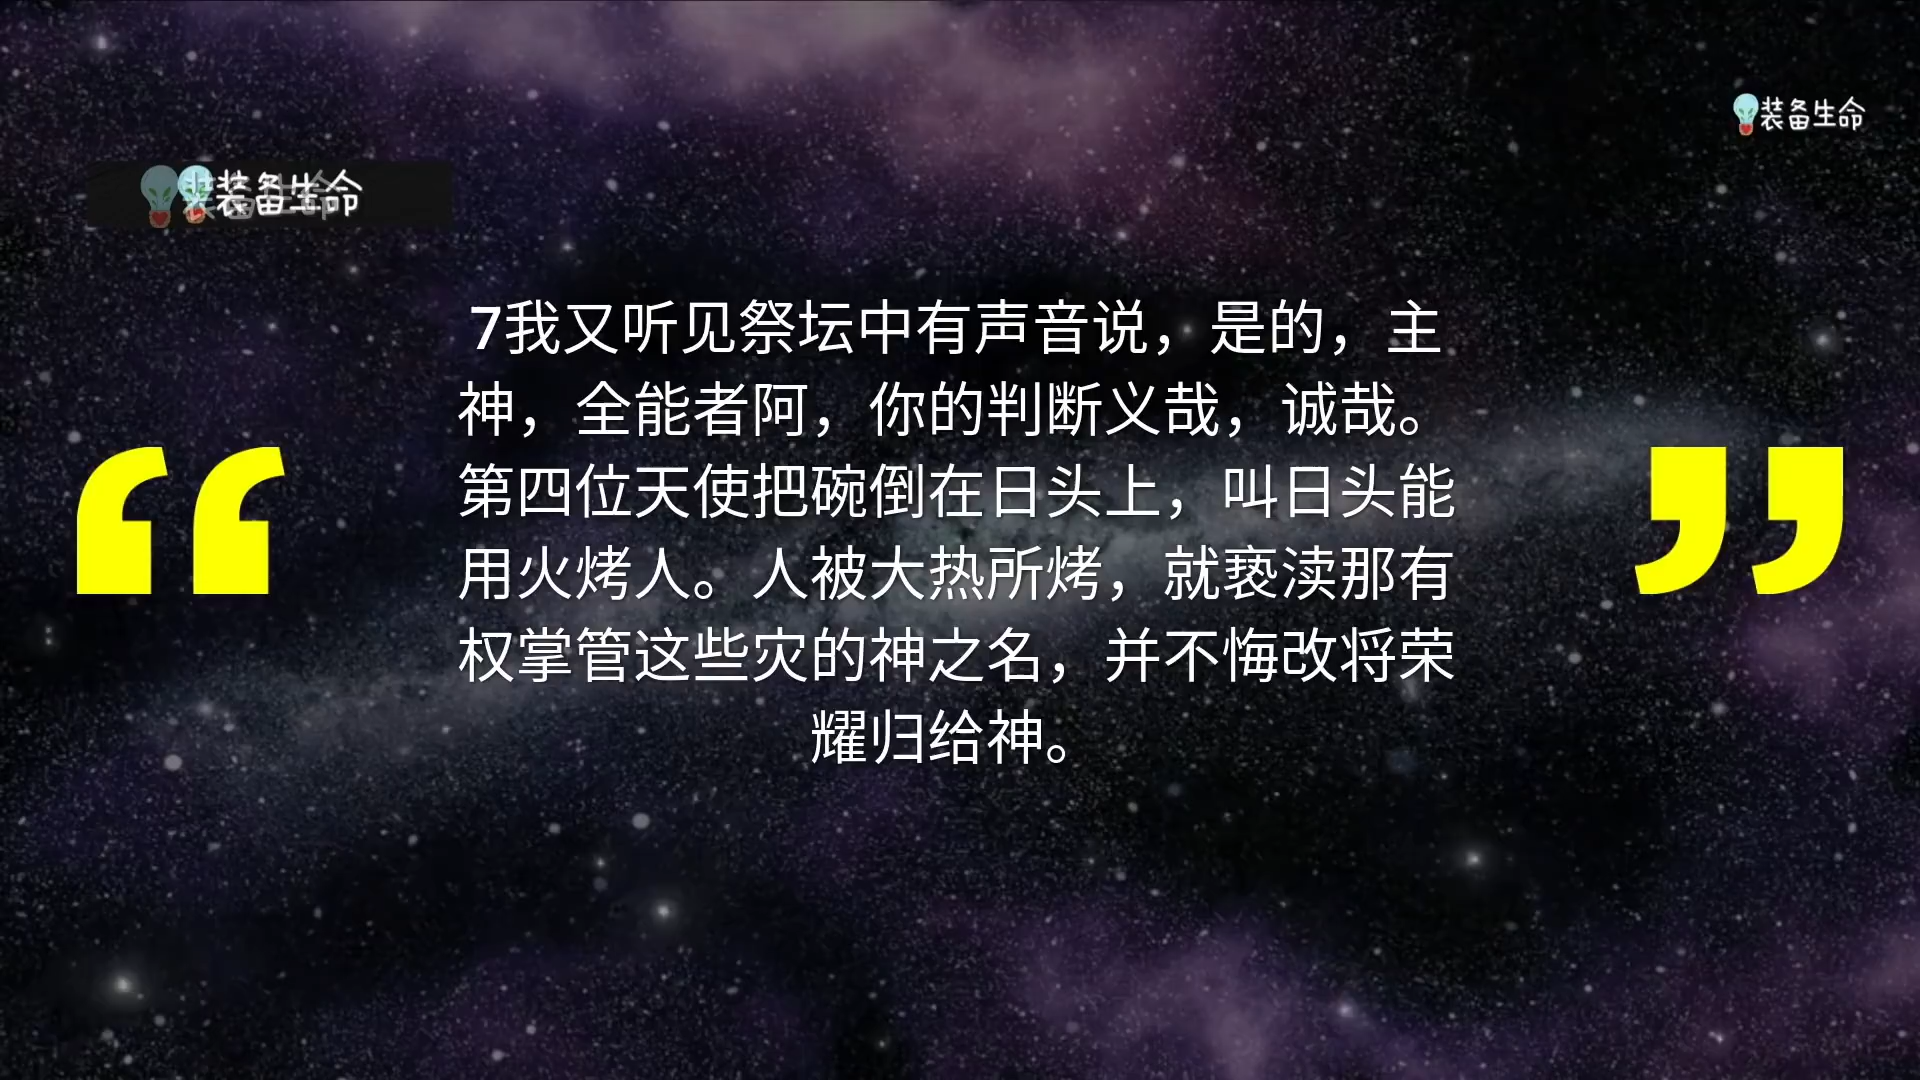 装备生命
装备生命
7我又听见祭坛中有声音说，是的，主
神，全能者阿，你的判断义哉，诚哉。
第四位天使把碗倒在日头上，叫日头能
用火烤人。人被大热所烤，就亵渎那有
权掌管这些灾的神之名，并不悔改将荣
耀归给神。